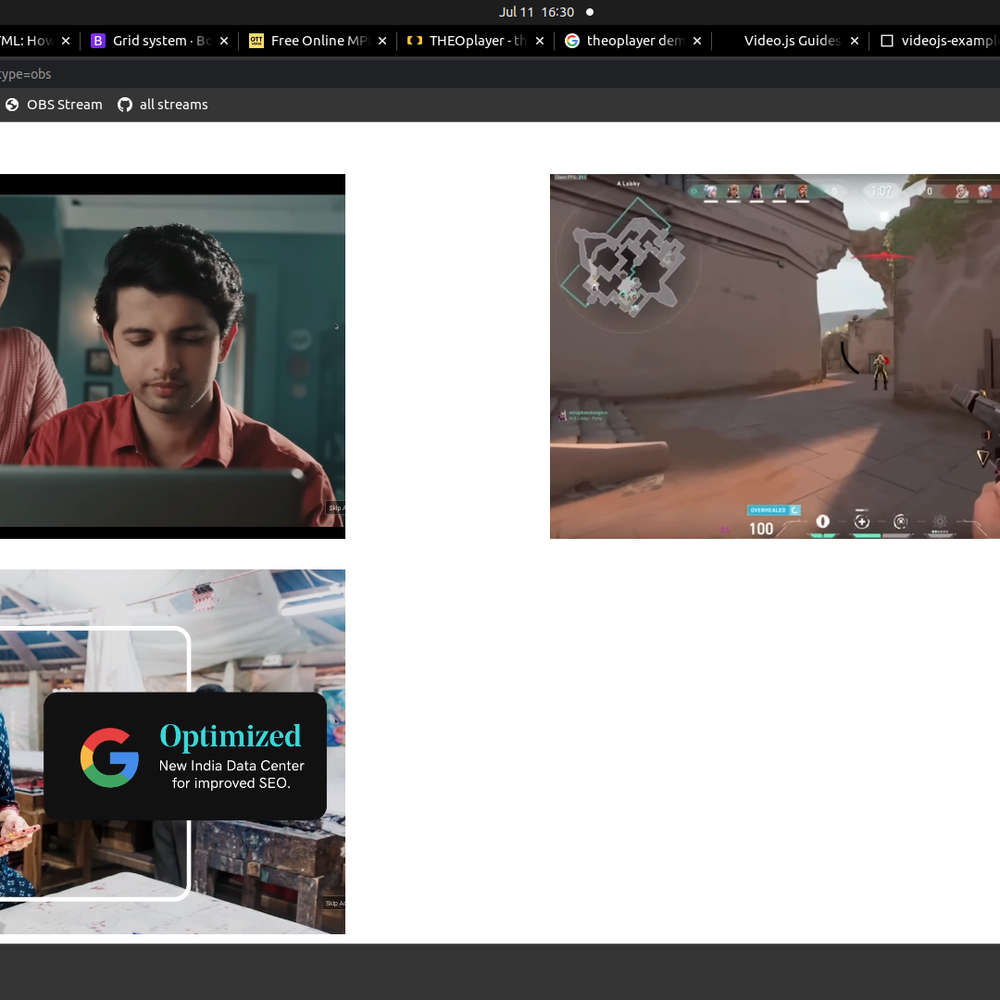 Jul 11 16:30
TML: How
Grid system · Bo
Free Online MP
THEOplayer - th
theoplayer dem
Video.js Guides
videojs-exampl
type=obs
OBS Stream
all streams
A Lobby
0
1:07
0
Skip A
OVERHEALED
100
Optimized
New India Data Center
for improved SEO.
Skip A